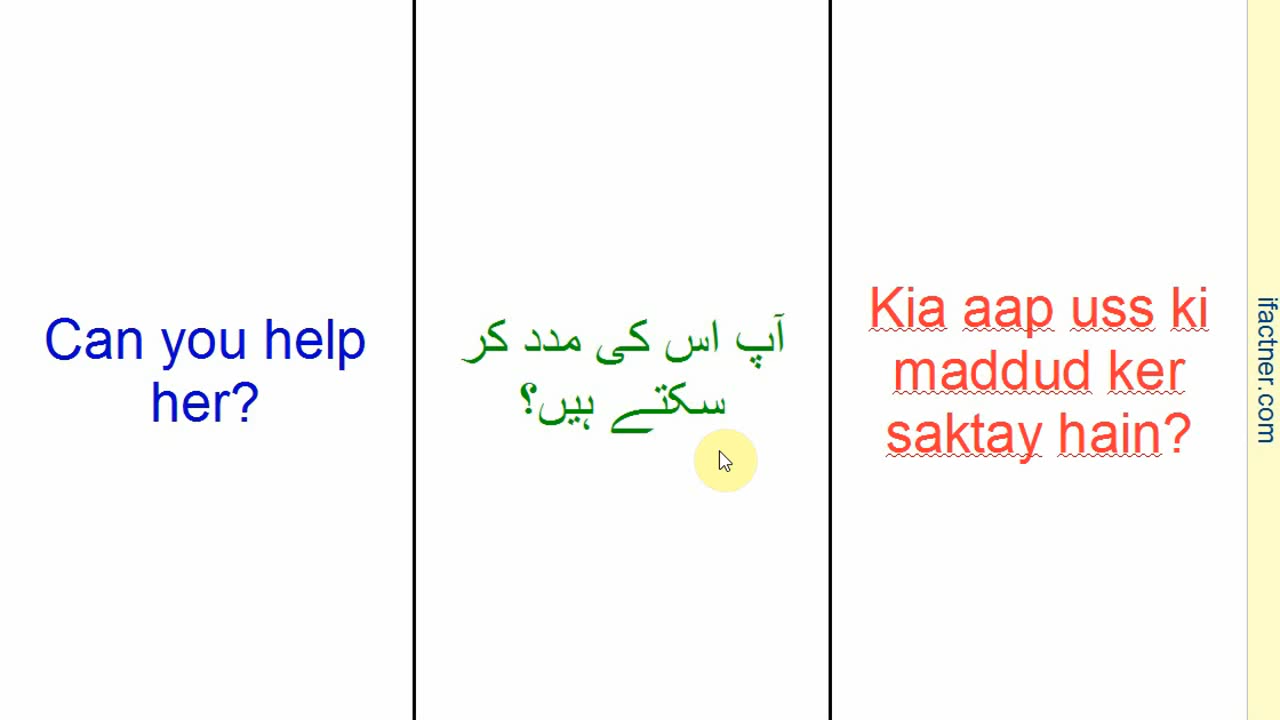 Can you help
her?
آپ اس کی مدد کر
سکتے ہیں؟
Kia aap uss ki
maddud ker
saktay hain?
ifactner.com